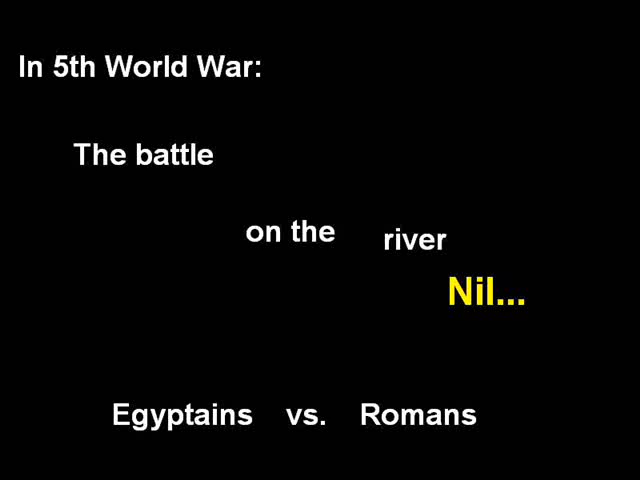 In 5th World War:
The battle
on the river
Nil...
Egyptains vs. Romans